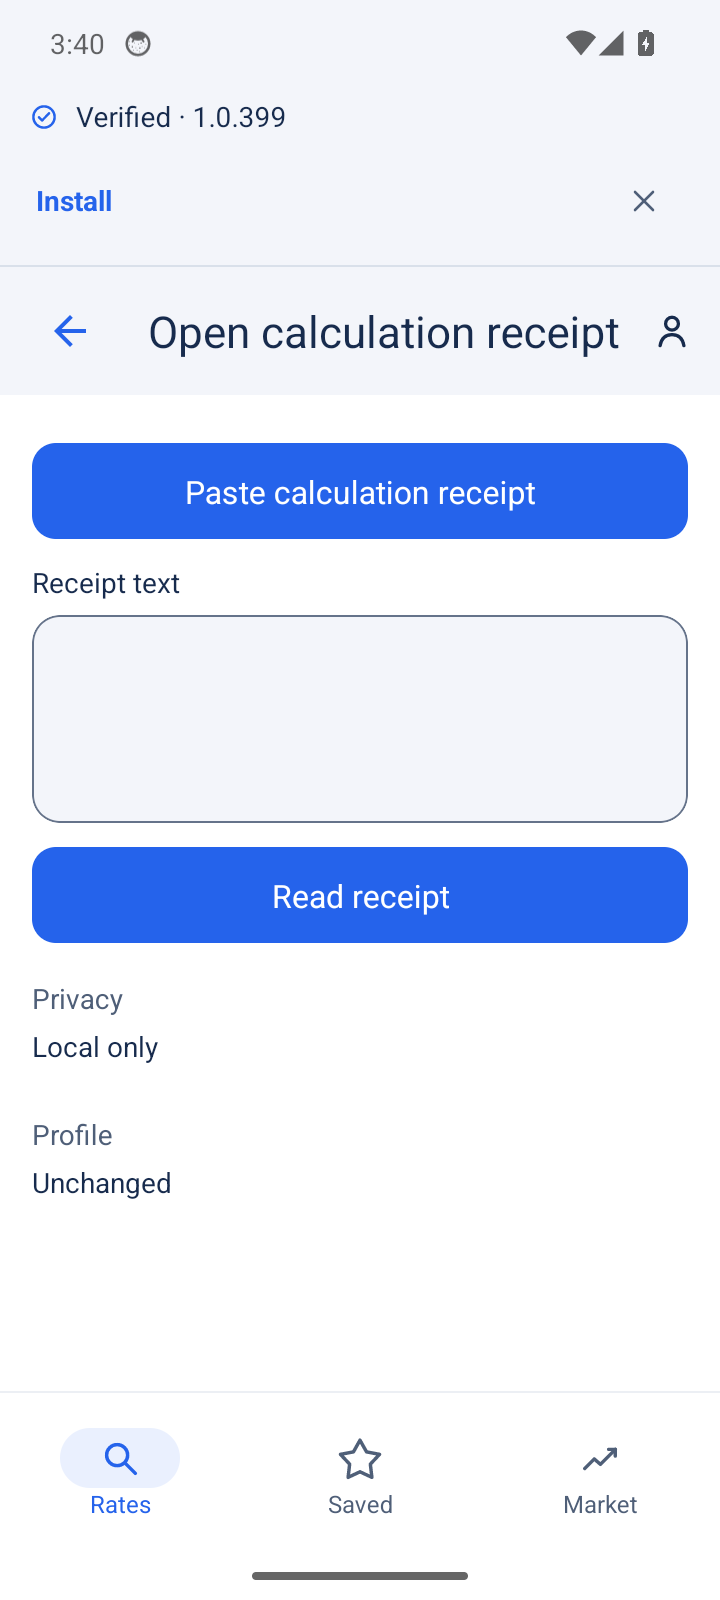 3:40
Verified · 1.0.399
Install
Open calculation receipt
Paste calculation receipt
Receipt text
Read receipt
Privacy
Local only
Profile
Unchanged
Rates
Saved
Market